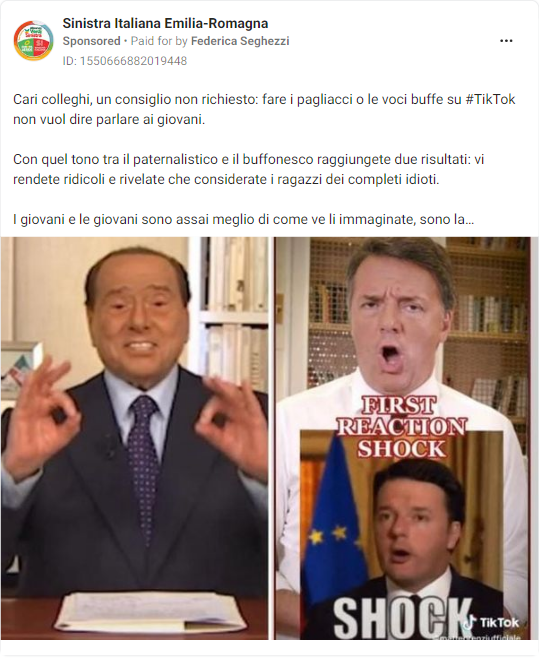 Sinistra Italiana Emilia-Romagna
Sponsored • Paid for by Federica Seghezzi
ID: 1550666882019448
Cari colleghi, un consiglio non richiesto: fare i pagliacci o le voci buffe su #TikTok
non vuol dire parlare ai giovani.
Con quel tono tra il paternalistico e il buffonesco raggiungete due risultati: vi
rendete ridicoli e rivelate che considerate i ragazzi dei completi idioti.
I giovani e le giovani sono assai meglio di come ve li immaginate, sono la...
FIRST
REACTION
SHOCK
SHOCK
TikTok